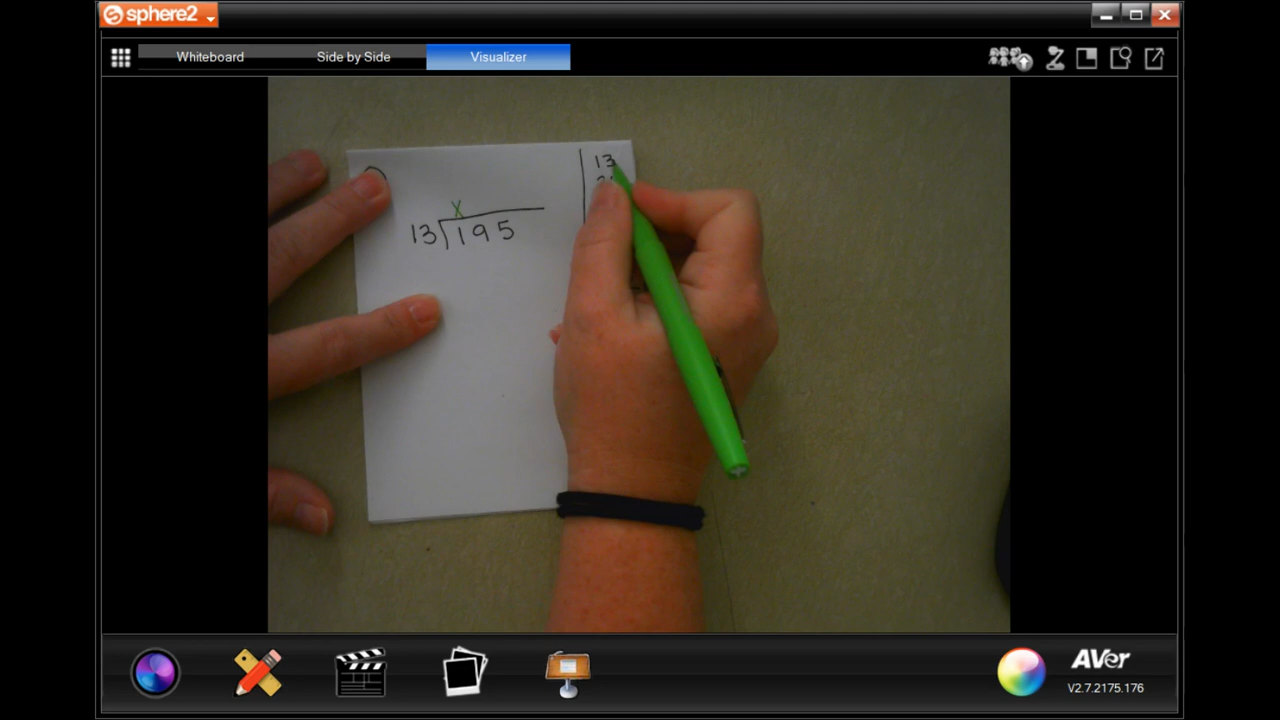 sphere2
Whiteboard Side by Side Visualizer
13
x
13 195
AVer
V2.7.2175.176